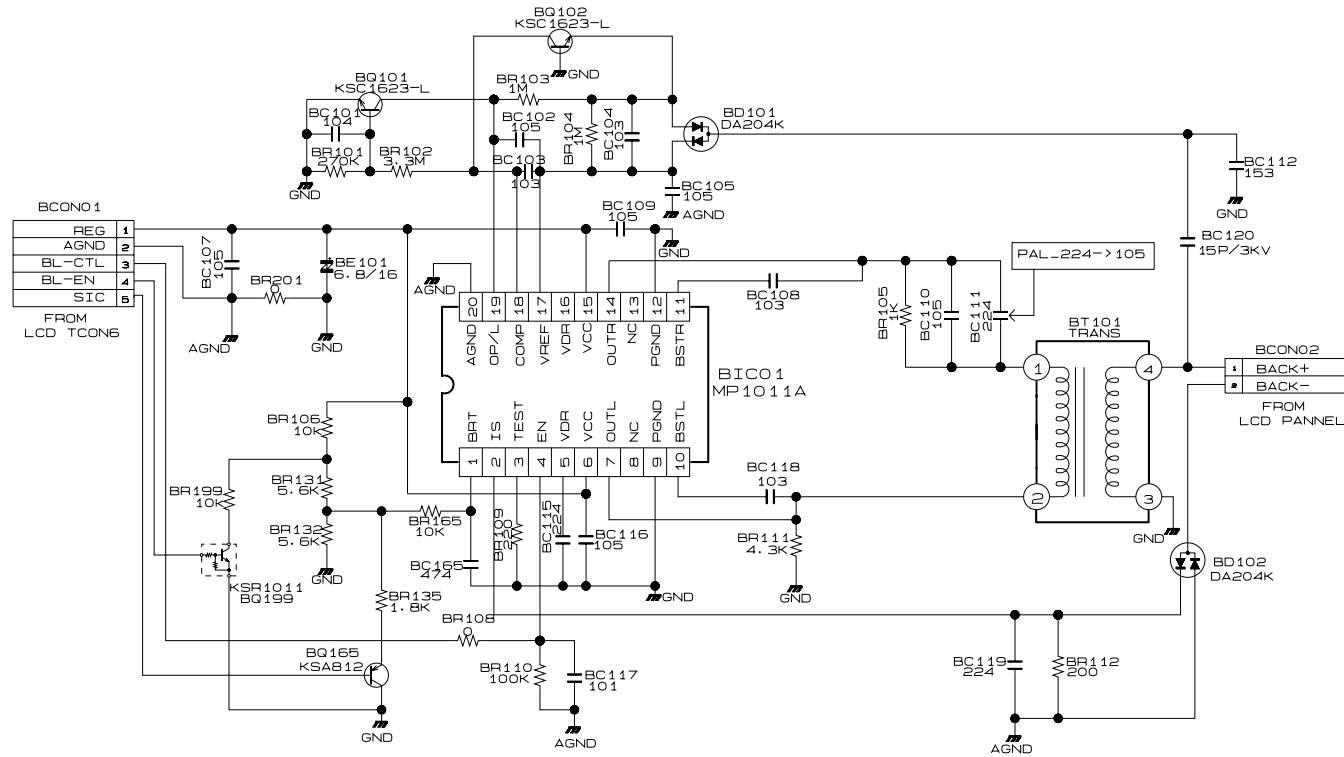 BQ102
KSC1623-L
GND
BQ101
KSC1623-L
BR103
1M
BC101
104
BC102
105
BR104
1M
BC104
103
BD101
DA204K
BR101
270K
BR102
3.3M
BC103
103
GND
BC105
105
AGND
BC112
153
GND
BCON01
REG 1
AGND 2
BL-CTL 3
BL-EN 4
SIC 5
FROM
LCD TCON6
BC107
105
BR201
0
AGND
BE101
6.8/16
GND
BC109
105
GND
AGND
BC108
103
BR105
1K
BC110
105
BC111
224
PAL_224->105
BC120
15P/3KV
BT101
TRANS
1
2
4
3
GND
BCON02
1 BACK+
2 BACK-
FROM
LCD PANNEL
20 19 18 17 16 15 14 13 12 11
AGND OP/L COMP VREF VDR VCC OUTR NC PGND BSTR
BIC01
MP1011A
BRT IS TEST EN VDR VCC OUTL NC PGND BSTL
1 2 3 4 5 6 7 8 9 10
BR106
10K
BR131
5.6K
BR132
5.6K
GND
BR199
10K
KSR1011
BQ199
BR165
10K
BC165
474
BR109
220
BC115
224
BC116
105
GND
BC118
103
BR111
4.3K
GND
BD102
DA204K
BR135
1.8K
BR108
0
BQ165
KSA812
GND
BR110
100K
BC117
101
AGND
BC119
224
BR112
200
AGND